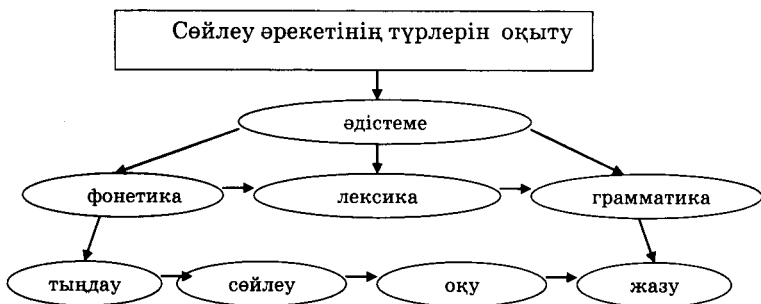 Сөйлеу әрекетінің түрлерін оқыту
әдістеме
фонетика
лексика
грамматика
тыңдау
сөйлеу
оқу
жазу